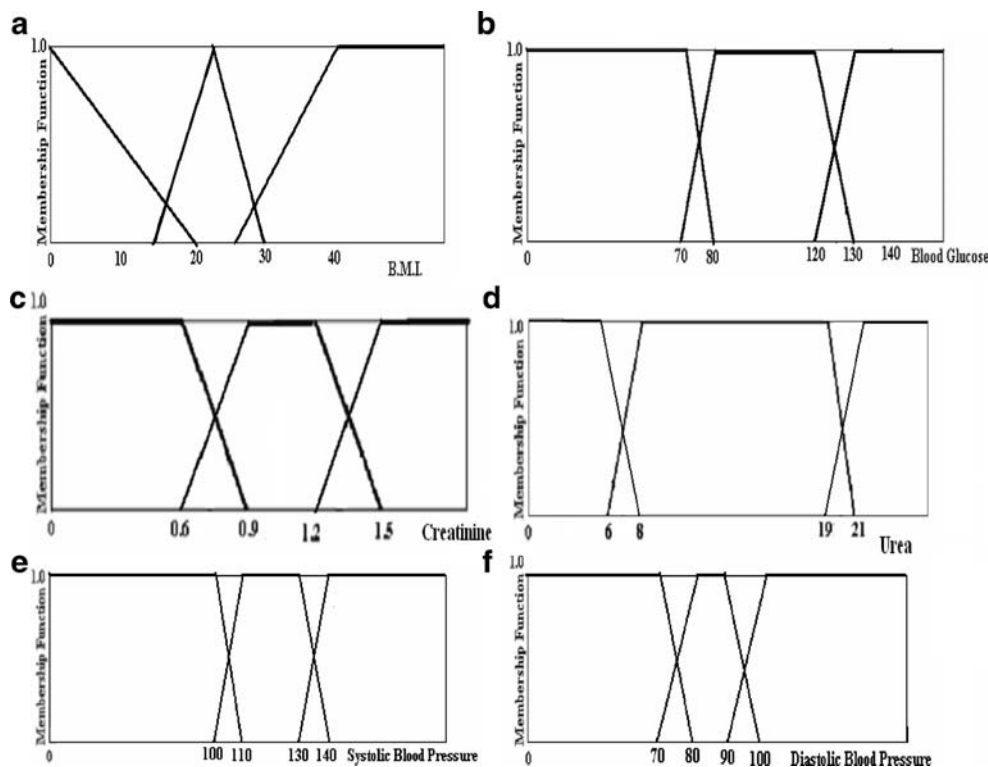 a
1.0
Membership Function
0 10 20 30 40
B.M.I.
b
1.0
Membership Function
0 70 80 120 130 140 Blood Glucose
c
1.0
Membership Function
0 0.6 0.9 1.2 1.5 Creatinine
d
1.0
Membership Function
0 6 8 19 21 Urea
e
1.0
Membership Function
0 100 110 130 140 Systolic Blood Pressure
f
1.0
Membership Function
0 70 80 90 100 Diastolic Blood Pressure